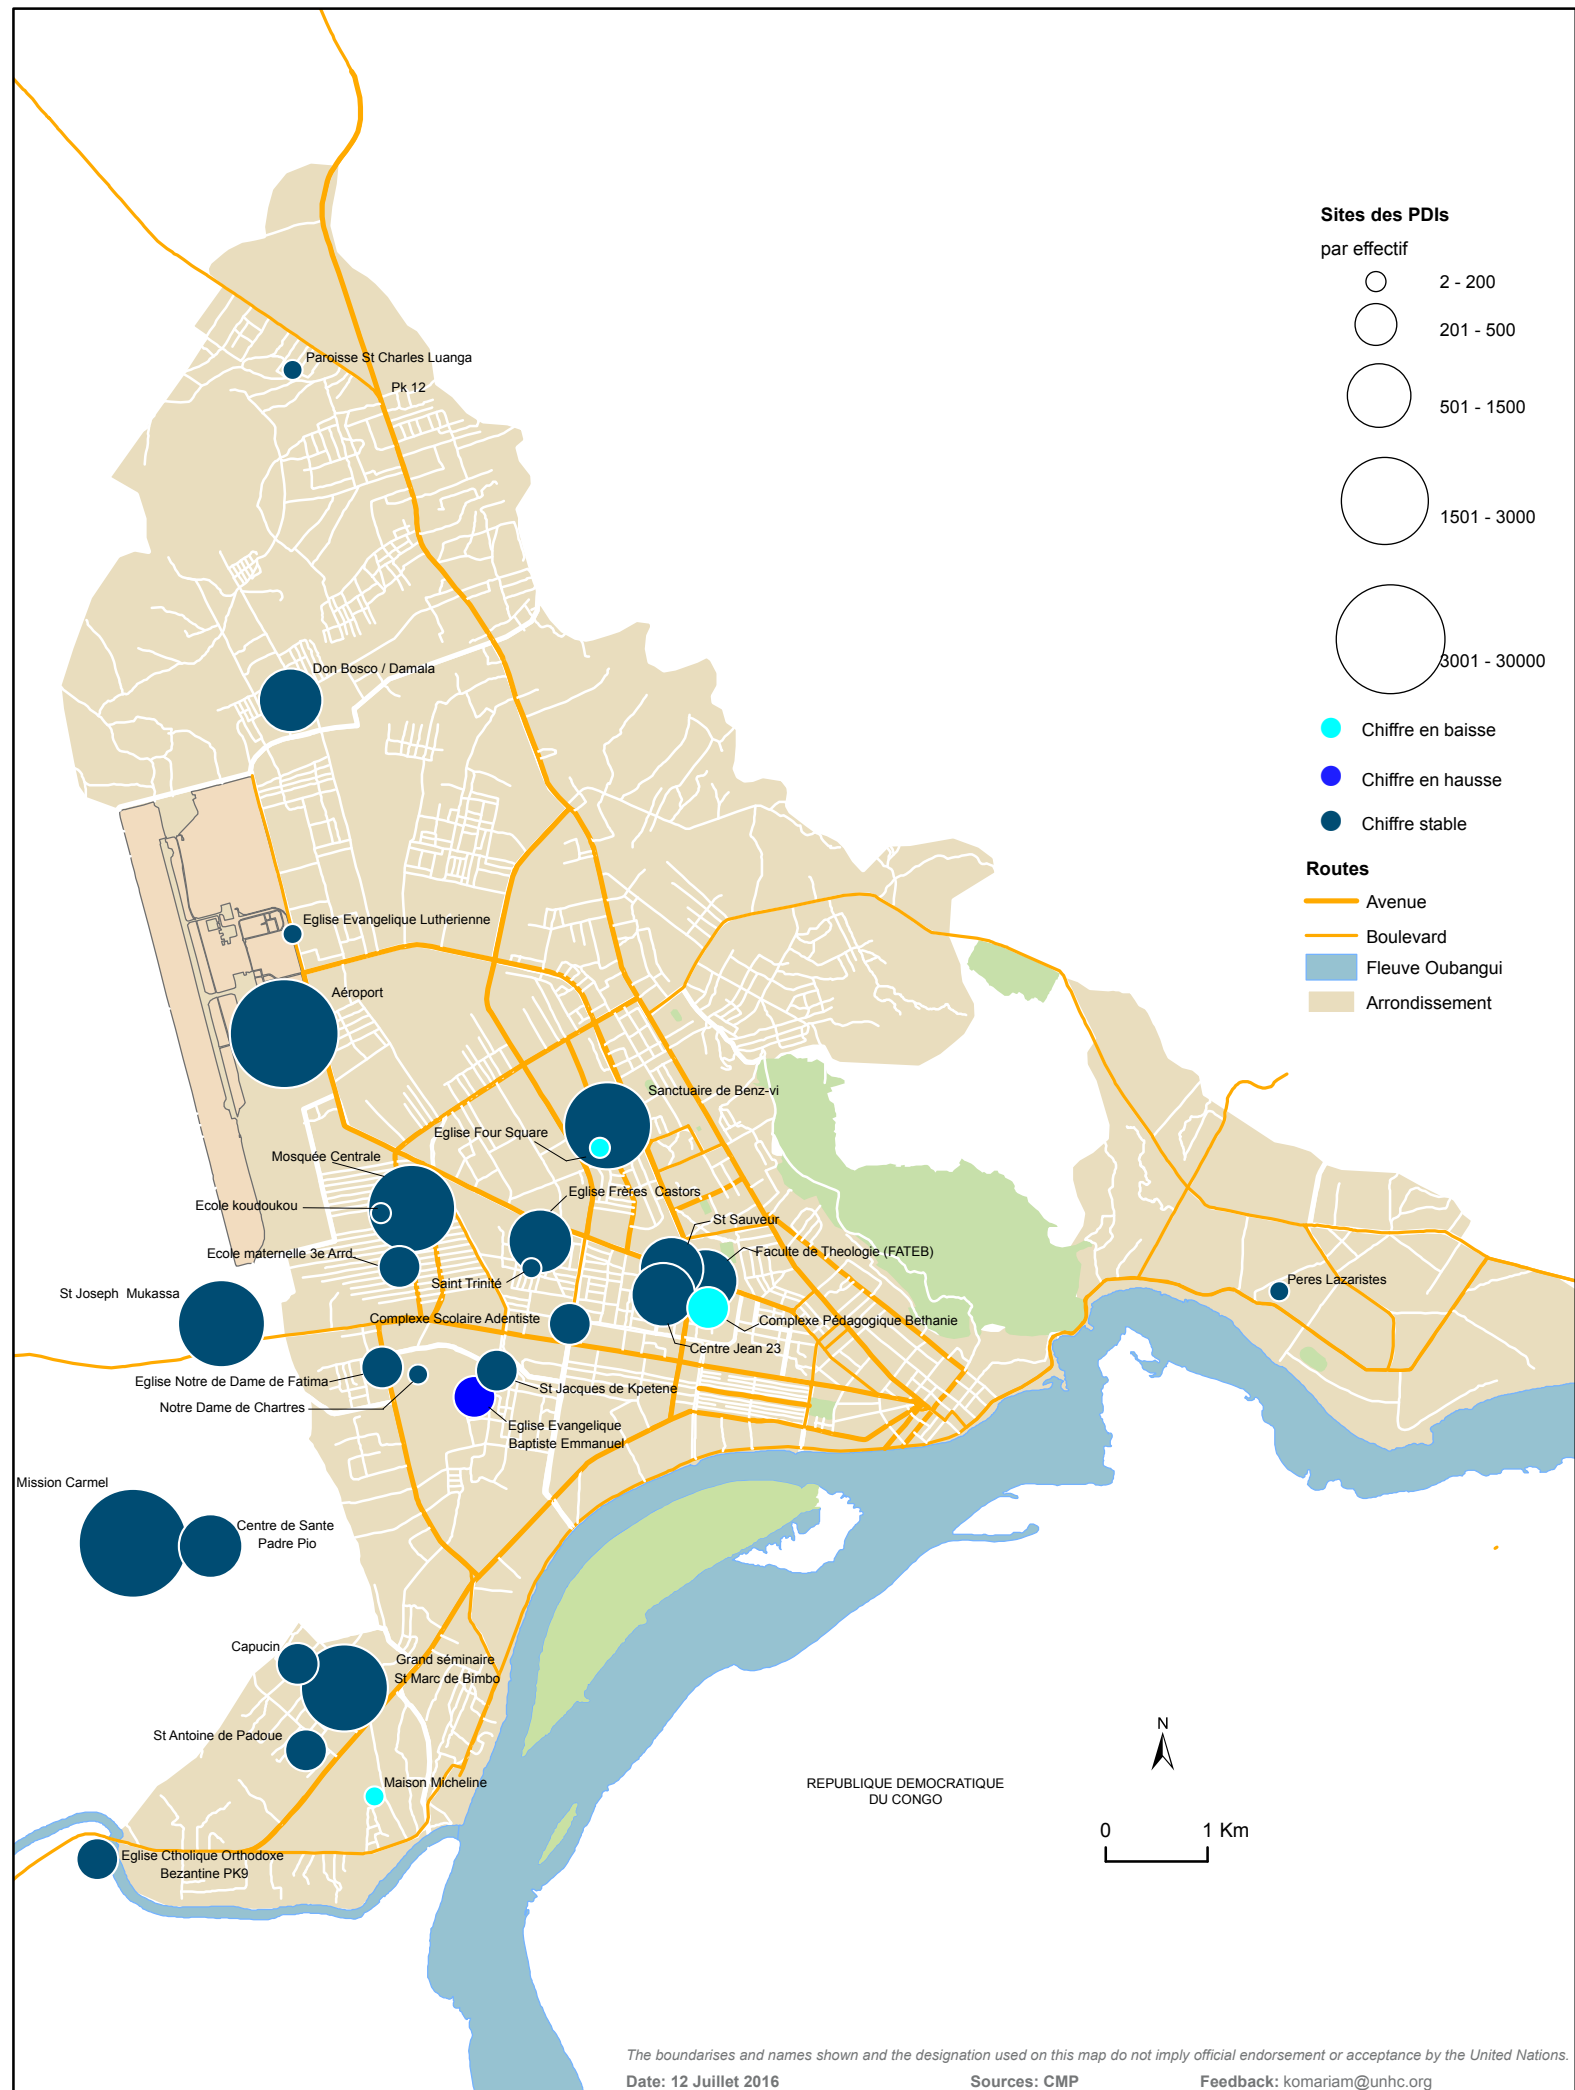 Sites des PDIs
par effectif
2 - 200
201 - 500
501 - 1500
1501 - 3000
3001 - 30000
Chiffre en baisse
Chiffre en hausse
Chiffre stable
Routes
Avenue
Boulevard
Fleuve Oubangui
Arrondissement
Paroisse St Charles Luanga
Pk 12
Don Bosco / Damala
Eglise Evangelique Lutherienne
Aéroport
Sanctuaire de Benz-vi
Eglise Four Square
Mosquée Centrale
Eglise Frères Castors
Ecole koudoukou
St Sauveur
Ecole maternelle 3e Arrd
Faculte de Theologie (FATEB)
Saint Trinité
Peres Lazaristes
St Joseph Mukassa
Complexe Scolaire Adentiste
Complexe Pédagogique Bethanie
Centre Jean 23
Eglise Notre de Dame de Fatima
St Jacques de Kpetene
Notre Dame de Chartres
Eglise Evangelique
Baptiste Emmanuel
Mission Carmel
Centre de Sante
Padre Pio
Capucin
Grand séminaire
St Marc de Bimbo
St Antoine de Padoue
Maison Micheline
Eglise Ctholique Orthodoxe
Bezantine PK9
REPUBLIQUE DEMOCRATIQUE
DU CONGO
N
0 1 Km
The boundarises and names shown and the designation used on this map do not imply official endorsement or acceptance by the United Nations.
Date: 12 Juillet 2016 Sources: CMP Feedback: komariam@unhc.org